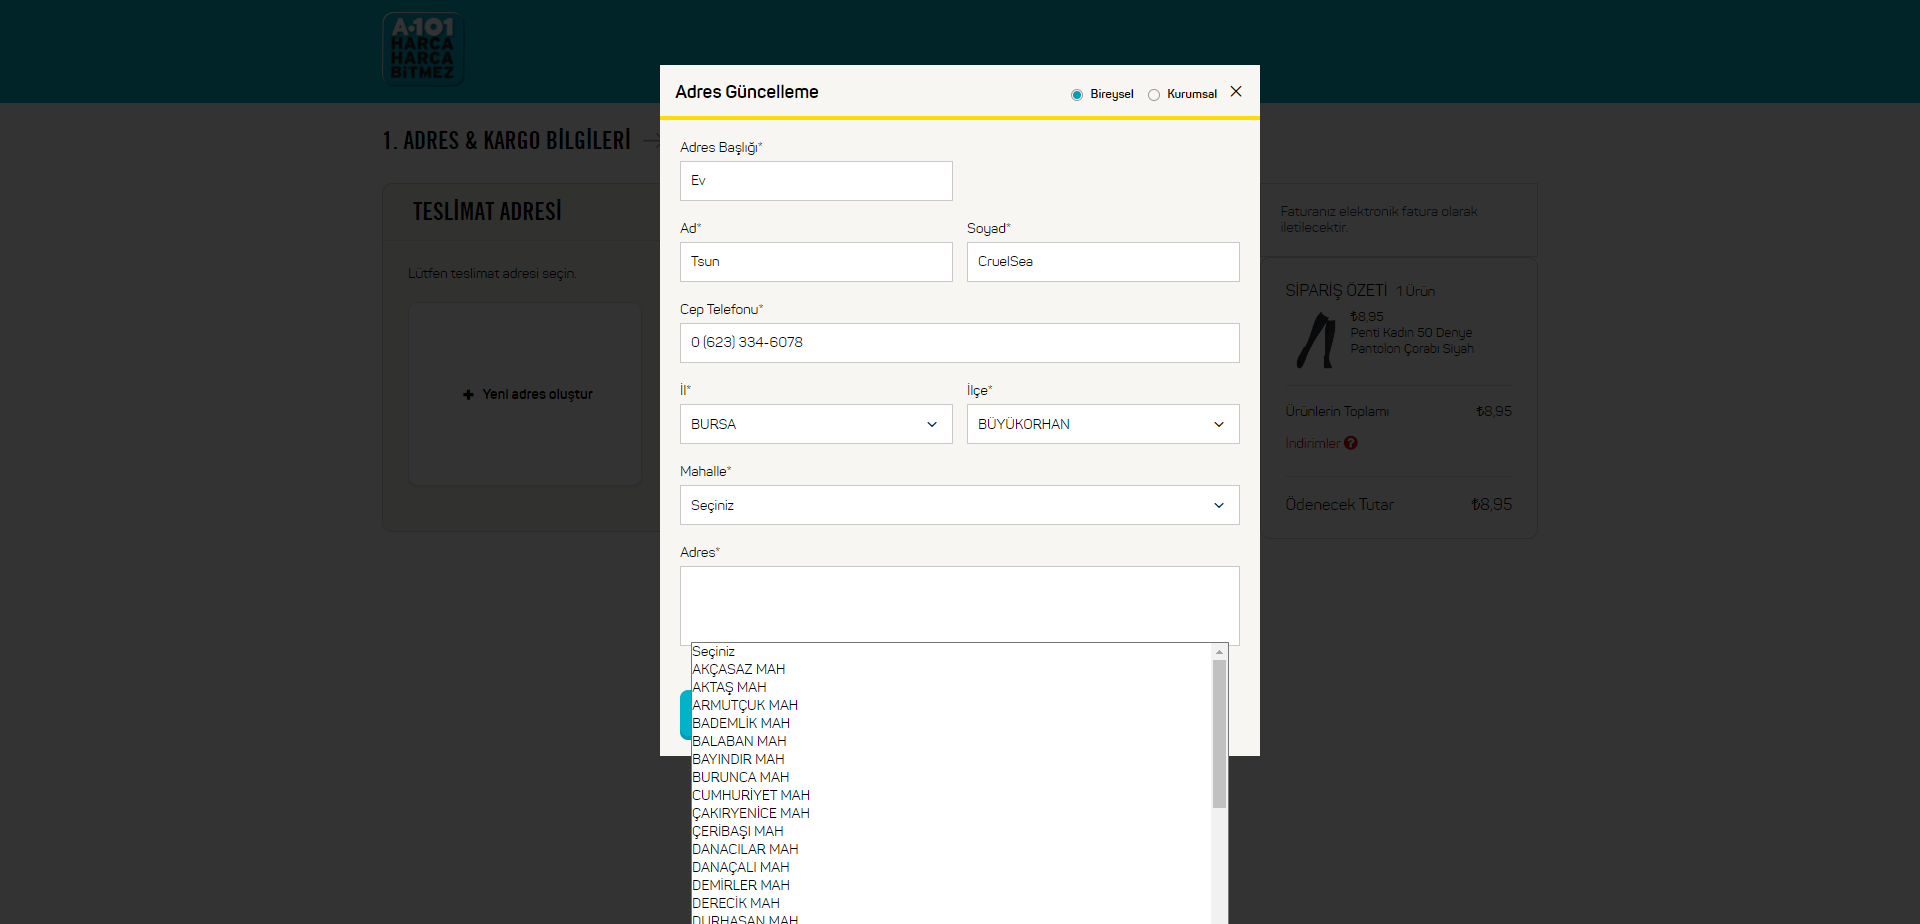 A101
HARCA
HARCA
BİTMEZ
1. ADRES & KARGO BİLGİLERİ
TESLİMAT ADRESİ
Lütfen teslimat adresi seçin.
Yeni adres oluştur
Adres Güncelleme
Bireysel
Kurumsal
Adres Başlığı*
Ev
Ad*
Soyad*
Tsun
CruelSea
Cep Telefonu*
0 (623) 334-6078
İl*
İlçe*
BURSA
BÜYÜKORHAN
Mahalle*
Seçiniz
Adres*
Seçiniz
AKÇASAZ MAH
AKTAŞ MAH
ARMUTÇUK MAH
BADEMLİK MAH
BALABAN MAH
BAYINDIR MAH
BURUNCA MAH
CUMHURİYET MAH
ÇAKIRYENİCE MAH
ÇERİBAŞI MAH
DANACILAR MAH
DANAÇALI MAH
DEMİRLER MAH
DERECİK MAH
DURHASAN MAH
Faturanız elektronik fatura olarak
iletilecektir.
SİPARİŞ ÖZETİ 1 Ürün
₺8,95
Penti Kadın 50 Denye
Pantolon Çorabı Siyah
Ürünlerin Toplamı ₺8,95
İndirimler ?
Ödenecek Tutar ₺8,95